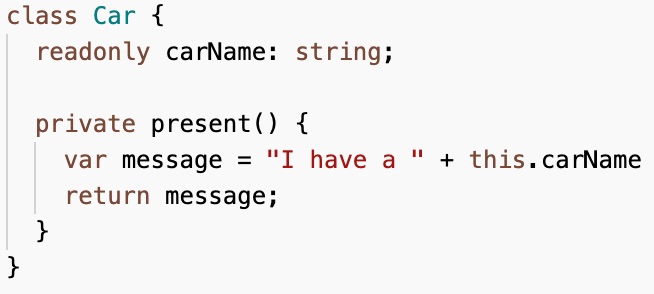 class Car {
readonly carName: string;
private present() {
var message = "I have a " + this.carName
return message;
}
}